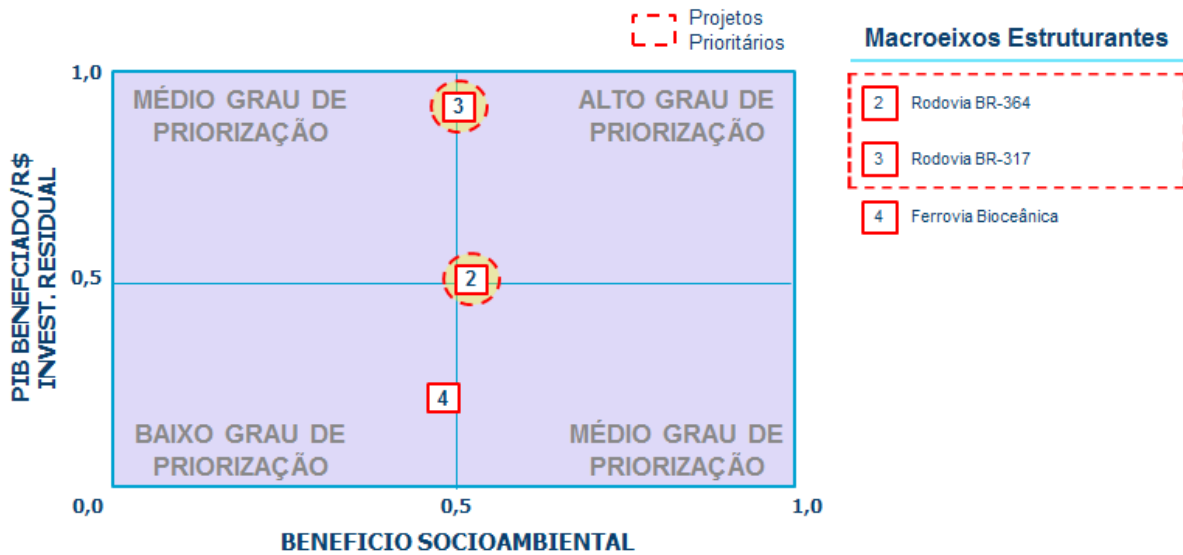 Projetos
Prioritários
Macroeixos Estruturantes
2 Rodovia BR-364
3 Rodovia BR-317
4 Ferrovia Bioceânica
PIB BENEFCIADO/R$
INVEST. RESIDUAL
1,0
0,5
0,0
MÉDIO GRAU DE
PRIORIZAÇÃO
3
ALTO GRAU DE
PRIORIZAÇÃO
2
4
BAIXO GRAU DE
PRIORIZAÇÃO
MÉDIO GRAU DE
PRIORIZAÇÃO
0,5
1,0
BENEFICIO SOCIOAMBIENTAL